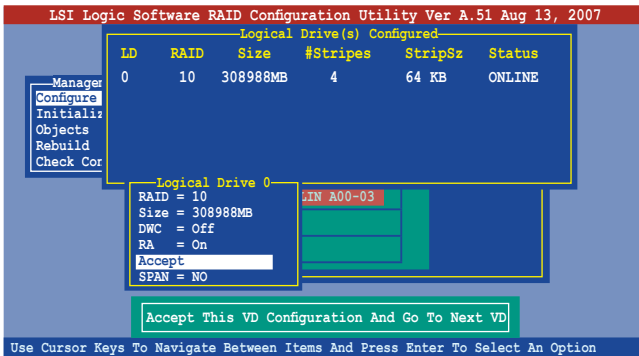 LSI Logic Software RAID Configuration Utility Ver A.51 Aug 13, 2007
Logical Drive(s) Configured
LD RAID Size #Stripes StripSz Status
0 10 308988MB 4 64 KB ONLINE
Managem
Configure
Initializ
Objects
Rebuild
Check Con
Logical Drive 0
RAID = 10
Size = 308988MB
DWC = Off
RA = On
Accept
SPAN = NO
LIN A00-03
Accept This VD Configuration And Go To Next VD
Use Cursor Keys To Navigate Between Items And Press Enter To Select An Option